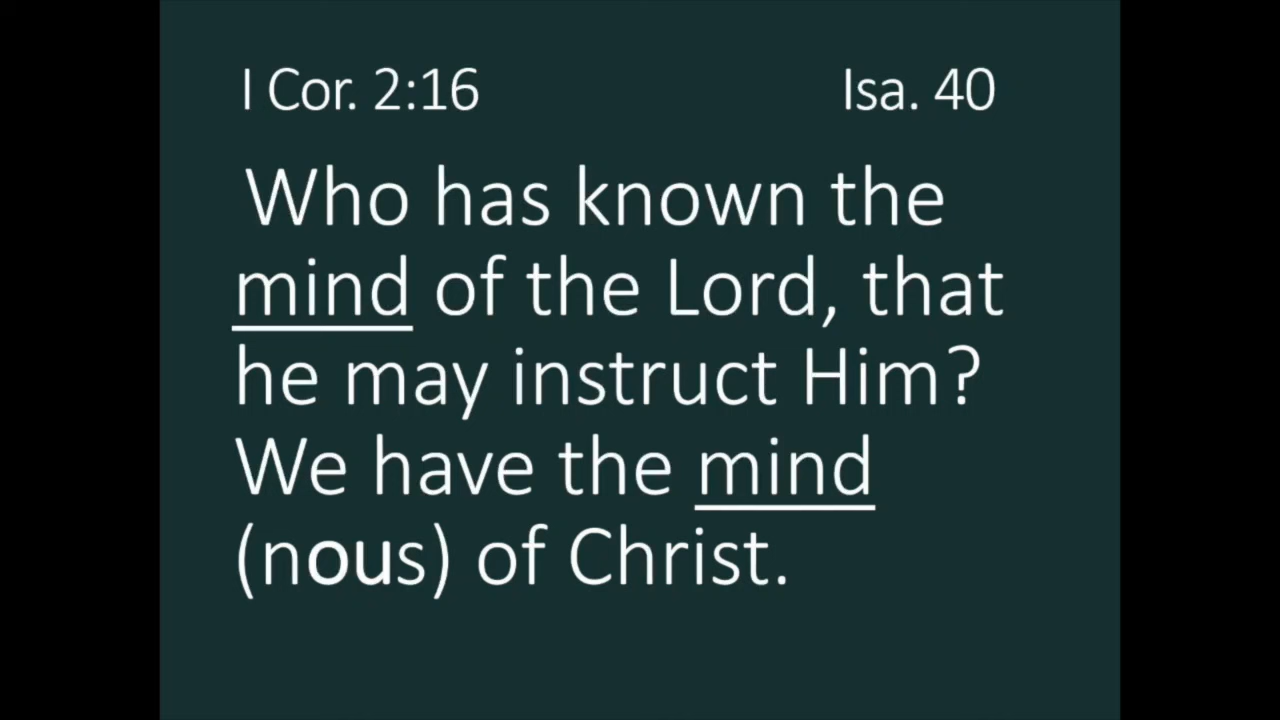 I Cor. 2:16 Isa. 40
Who has known the
mind of the Lord, that
he may instruct Him?
We have the mind
(nous) of Christ.